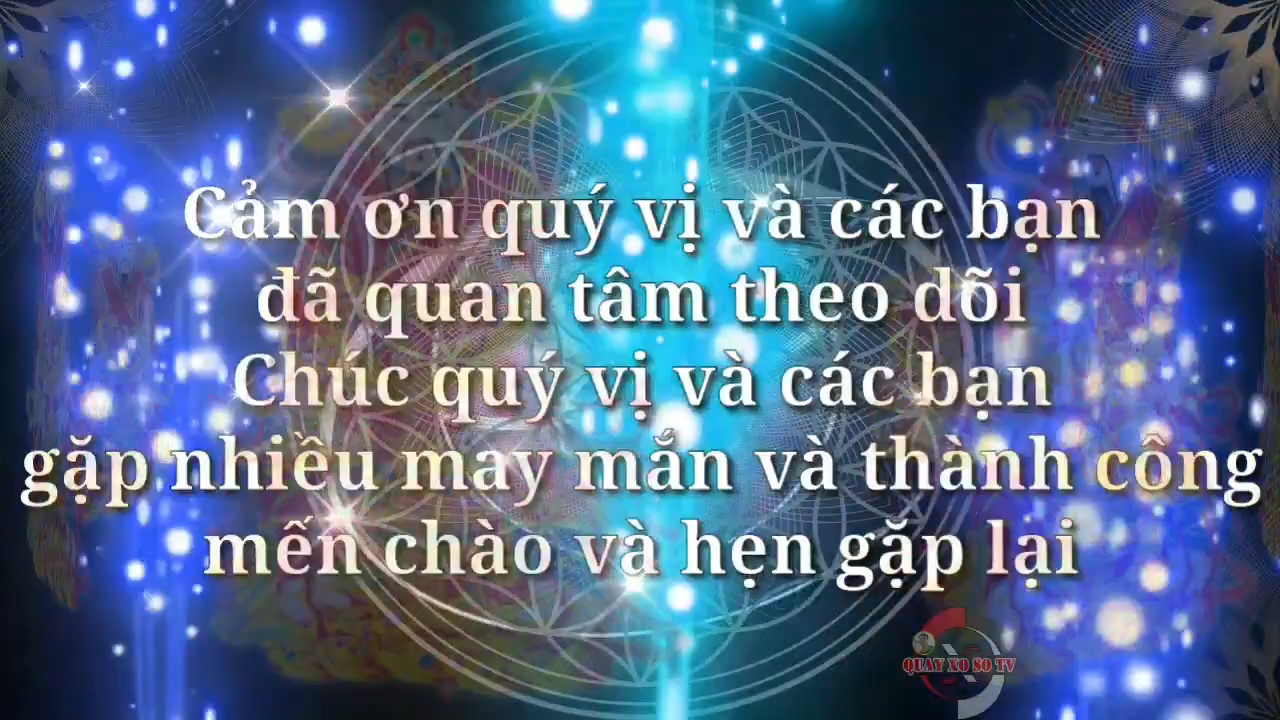 Cảm ơn quý vị và các bạn
đã quan tâm theo dõi
Chúc quý vị và các bạn
gặp nhiều may mắn và thành công
mến chào và hẹn gặp lại
QUAY XO SO TV